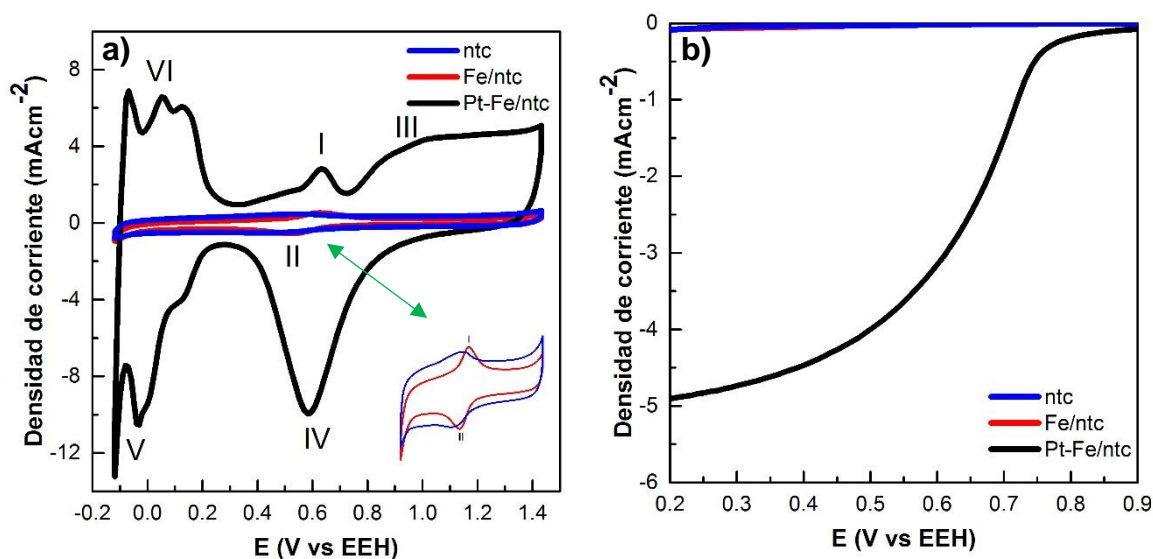 a)
ntc
Fe/ntc
Pt-Fe/ntc
VI
I
III
II
IV
V
I
II
8
4
0
-4
-8
-12
-0.2 0.0 0.2 0.4 0.6 0.8 1.0 1.2 1.4
Densidad de corriente (mAcm⁻²)
E (V vs EEH)
b)
0
-1
-2
-3
-4
-5
-6
ntc
Fe/ntc
Pt-Fe/ntc
0.2 0.3 0.4 0.5 0.6 0.7 0.8 0.9
Densidad de corriente (mAcm⁻²)
E (V vs EEH)